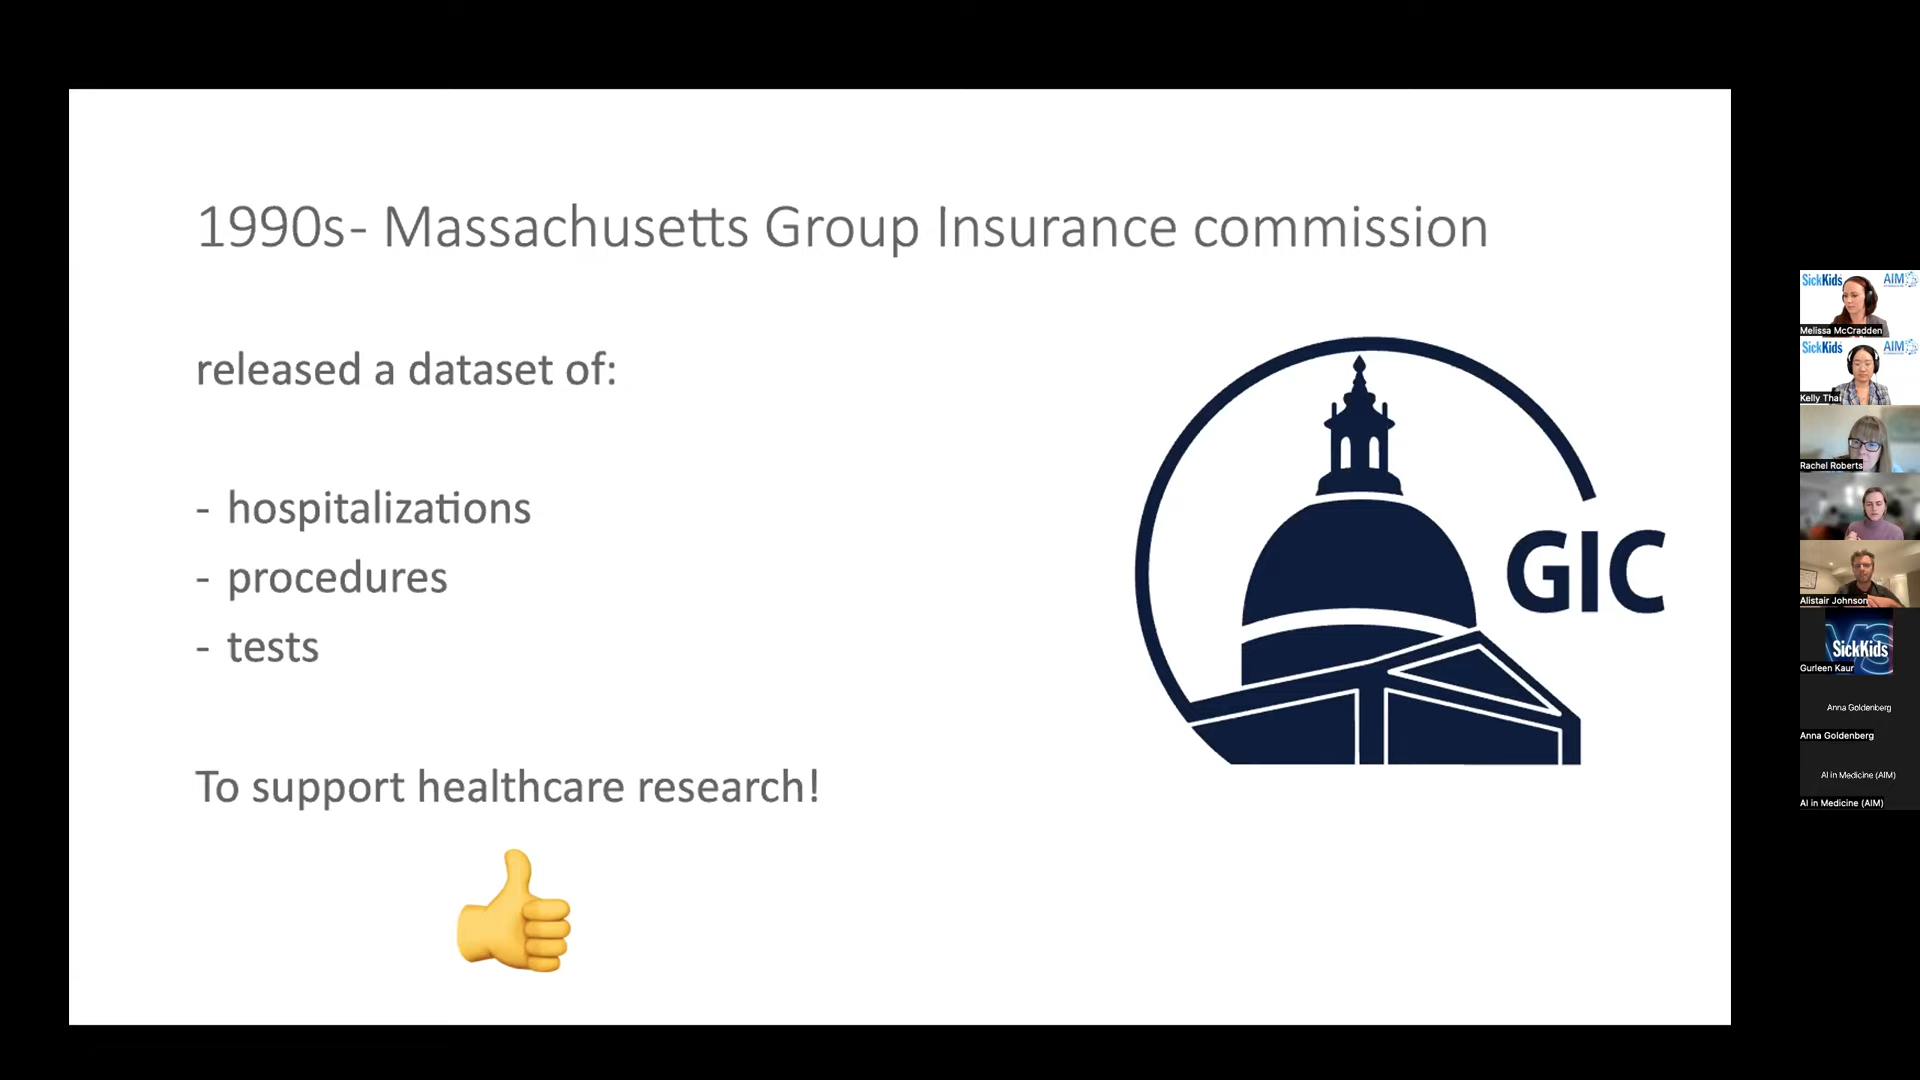 1990s- Massachusetts Group Insurance commission
released a dataset of:
- hospitalizations
- procedures
- tests
To support healthcare research!
GIC
SickKids AIM
Melissa McCradden
SickKids AIM
Kelly Thai
Rachel Roberts
Alistair Johnson
VS
SickKids
Gurleen Kaur
Anna Goldenberg
Anna Goldenberg
AI in Medicine (AIM)
AI in Medicine (AIM)